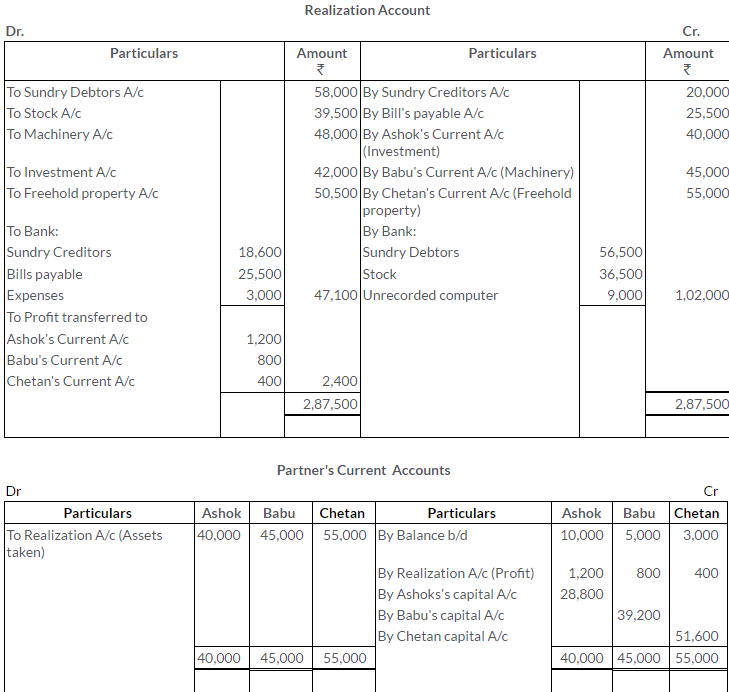 Realization Account
Dr. Cr.
Particulars Amount Particulars Amount
₹ ₹
To Sundry Debtors A/c 58,000 By Sundry Creditors A/c 20,000
To Stock A/c 39,500 By Bill's payable A/c 25,500
To Machinery A/c 48,000 By Ashok's Current A/c 40,000
(Investment)
To Investment A/c 42,000 By Babu's Current A/c (Machinery) 45,000
To Freehold property A/c 50,500 By Chetan's Current A/c (Freehold 55,000
property)
To Bank: By Bank:
Sundry Creditors 18,600 Sundry Debtors 56,500
Bills payable 25,500 Stock 36,500
Expenses 3,000 47,100 Unrecorded computer 9,000 1,02,000
To Profit transferred to
Ashok's Current A/c 1,200
Babu's Current A/c 800
Chetan's Current A/c 400 2,400
2,87,500 2,87,500
Partner's Current Accounts
Dr Cr
Particulars Ashok Babu Chetan Particulars Ashok Babu Chetan
To Realization A/c (Assets 40,000 45,000 55,000 By Balance b/d 10,000 5,000 3,000
taken)
By Realization A/c (Profit) 1,200 800 400
By Ashoks's capital A/c 28,800
By Babu's capital A/c 39,200
By Chetan capital A/c 51,600
40,000 45,000 55,000 40,000 45,000 55,000